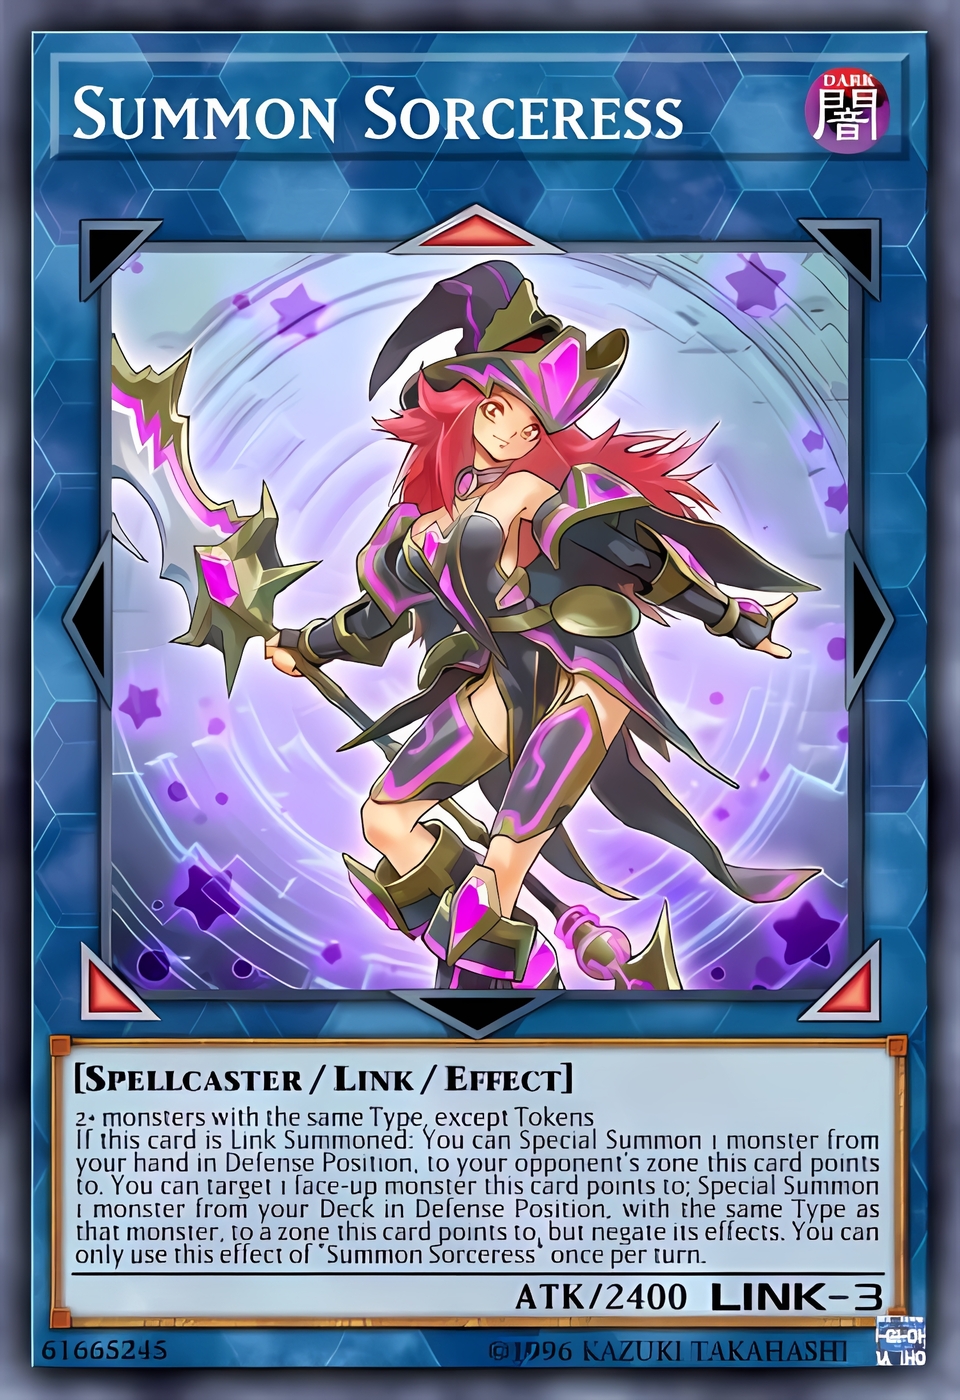 SUMMON SORCERESS
DARK
闇
[SPELLCASTER / LINK / EFFECT]
2+ monsters with the same Type, except Tokens
If this card is Link Summoned: You can Special Summon 1 monster from
your hand in Defense Position, to your opponent's zone this card points
to. You can target 1 face-up monster this card points to; Special Summon
1 monster from your Deck in Defense Position, with the same Type as
that monster, to a zone this card points to, but negate its effects. You can
only use this effect of "Summon Sorceress" once per turn.
ATK/2400 LINK-3
61665245
©1996 KAZUKI TAKAHASHI